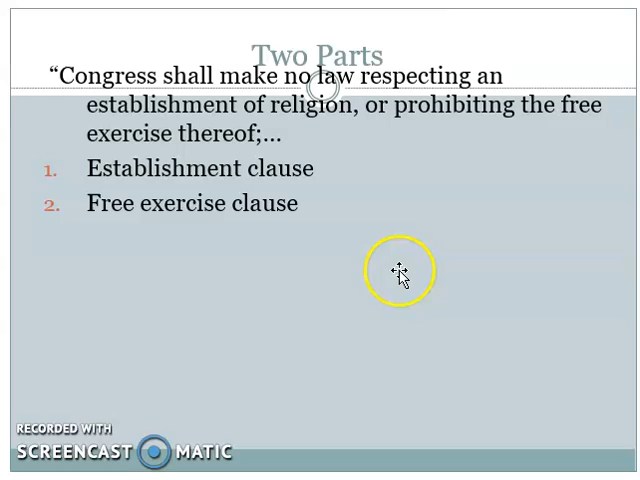 Two Parts
“Congress shall make no law respecting an
establishment of religion, or prohibiting the free
exercise thereof;…
1. Establishment clause
2. Free exercise clause
RECORDED WITH
SCREENCAST MATIC